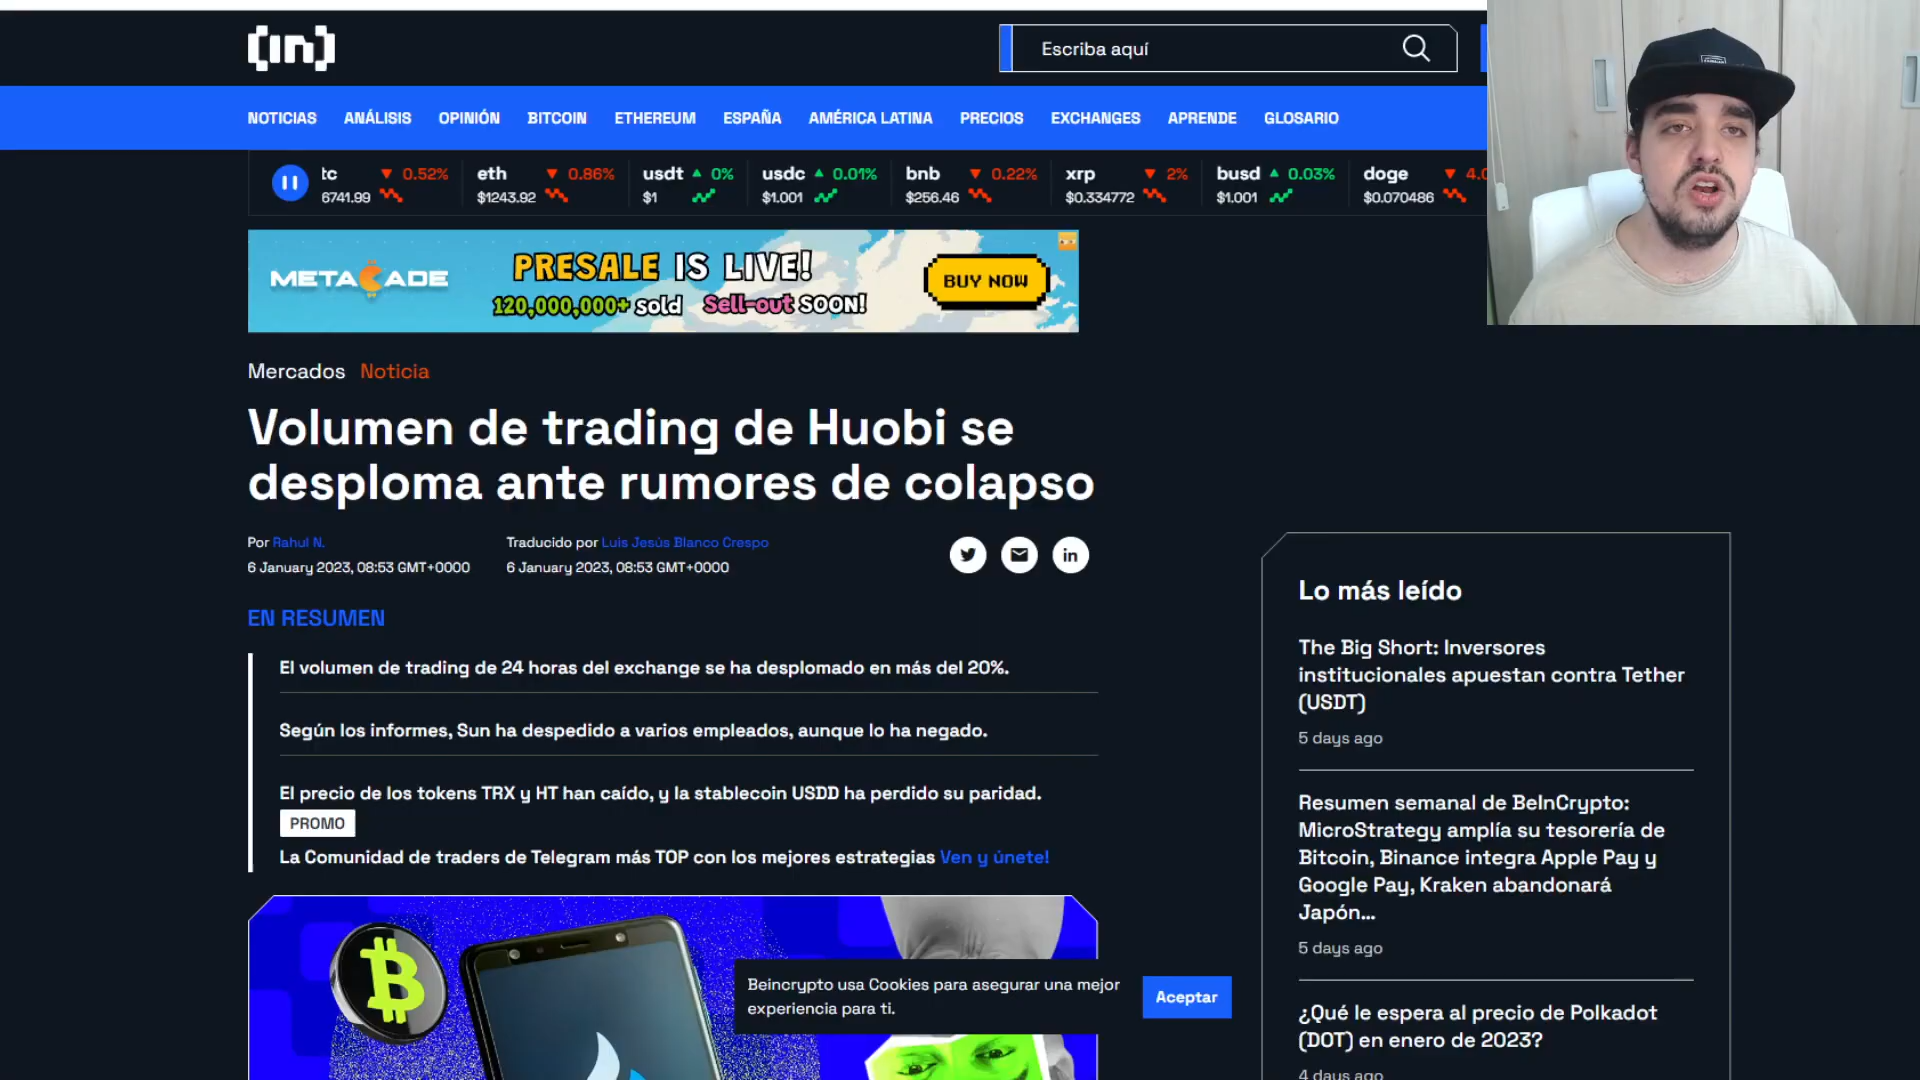 [in]
Escriba aquí
NOTICIAS ANÁLISIS OPINIÓN BITCOIN ETHEREUM ESPAÑA AMÉRICA LATINA PRECIOS EXCHANGES APRENDE GLOSARIO
tc 0.52% eth 0.86% usdt 0% usdc 0.01% bnb 0.22% xrp 2% busd 0.03% doge 4.0
6741.99 $1243.92 $1 $1.001 $256.46 $0.334772 $1.001 $0.070486
METACADE
PRESALE IS LIVE!
120,000,000+ sold Sell-out SOON!
BUY NOW
Mercados Noticia
Volumen de trading de Huobi se
desploma ante rumores de colapso
Por Rahul N.
6 January 2023, 08:53 GMT+0000
Traducido por Luis Jesús Blanco Crespo
6 January 2023, 08:53 GMT+0000
in
EN RESUMEN
El volumen de trading de 24 horas del exchange se ha desplomado en más del 20%.
Según los informes, Sun ha despedido a varios empleados, aunque lo ha negado.
El precio de los tokens TRX y HT han caído, y la stablecoin USDD ha perdido su paridad.
PROMO
La Comunidad de traders de Telegram más TOP con los mejores estrategias Ven y únete!
Beincrypto usa Cookies para asegurar una mejor
experiencia para ti.
Aceptar
Lo más leído
The Big Short: Inversores
institucionales apuestan contra Tether
(USDT)
5 days ago
Resumen semanal de BeInCrypto:
MicroStrategy amplía su tesorería de
Bitcoin, Binance integra Apple Pay y
Google Pay, Kraken abandonará
Japón...
5 days ago
¿Qué le espera al precio de Polkadot
(DOT) en enero de 2023?
4 days ago